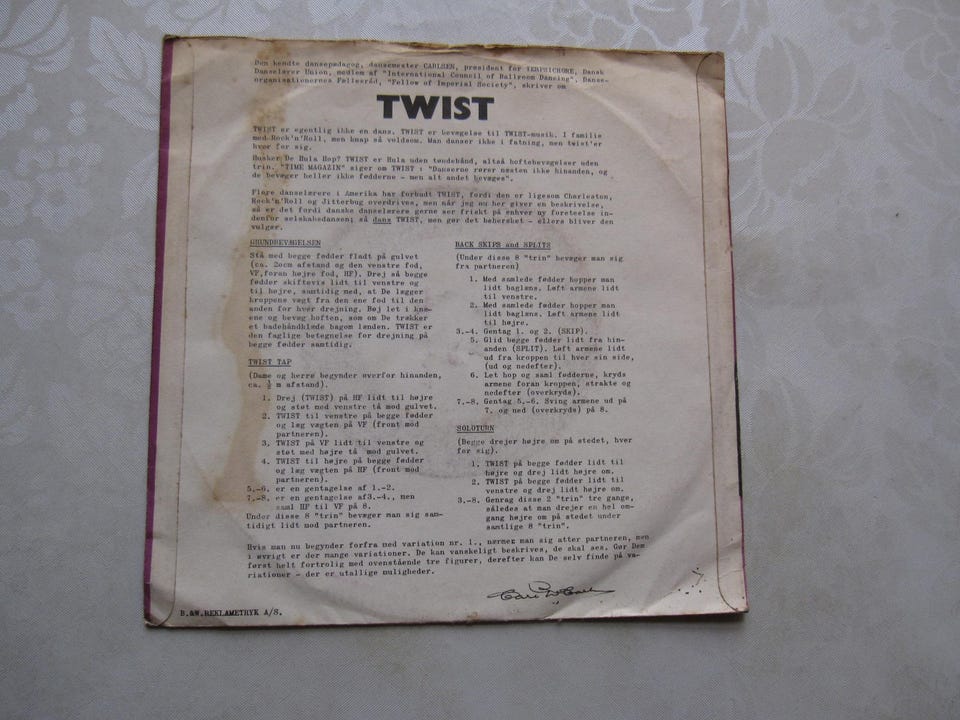 Den kendte dansepædagog, dansemester CARLSEN, præsident for TERPSICHORE, Dansk
Danselærer Union, medlem af "International Council of Ballroom Dancing", Danse-
organisationernes Fællesråd, "Fellow of Imperial Society", skriver om
TWIST
TWIST er egentlig ikke en dans. TWIST er bevægelse til TWIST-musik. I familie
med Rock'n'Roll, men knap så voldsom. Man danser ikke i fatning, men twist'er
hver for sig.
Husker De Hula Hop? TWIST er Hula uden tøndebånd, altså hoftebevægelser uden
trin. "TIME MAGAZIN" siger om TWIST : "Danserne rører næsten ikke hinanden, og
de bevæger heller ikke fødderne - men alt andet bevæges".
Flere danselærere i Amerika har forbudt TWIST, fordi den er ligesom Charleston,
Rock'n'Roll og Jitterbug overdrives, men når jeg nu her giver en beskrivelse,
så er det fordi danske danselærere gerne ser friskt på enhver ny foreteelse in-
denfor selskabsdansen; så dans TWIST, men gør det behersket - ellers bliver den
vulgær.
GRUNDBEVÆGELSEN
Stå med begge fødder fladt på gulvet
(ca. 20cm afstand og den venstre fod,
VF,foran højre fod, HF). Drej så begge
fødder skiftevis lidt til venstre og
til højre, samtidig med, at De lægger
kroppens vægt fra den ene fod til den
anden for hver drejning. Bøj let i knæ-
ene og bevæg hoften, som om De trækker
et badehåndklæde bagom lænden. TWIST er
den faglige betegnelse for drejning på
begge fødder samtidig.
TWIST TAP
(Dame og herre begynder overfor hinanden,
ca. ½ m afstand).
1. Drej (TWIST) på HF lidt til højre
og støt med venstre tå mod gulvet.
2. TWIST til venstre på begge fødder
og læg vægten på VF (front mod
partneren).
3. TWIST på VF lidt til venstre og
støt med højre tå mod gulvet.
4. TWIST til højre på begge fødder
og læg vægten på HF (front mod
partneren).
5.-6. er en gentagelse af 1.-2.
7.-8. er en gentagelse af3.-4., men
saml HF til VF på 8.
Under disse 8 "trin" bevæger man sig sam-
tidigt lidt mod partneren.
BACK SKIPS and SPLITS
(Under disse 8 "trin" bevæger man sig
fra partneren)
1. Med samlede fødder hopper man
lidt baglæns. Løft armene lidt
til venstre.
2. Med samlede fødder hopper man
lidt baglæns. Løft armene lidt
til højre.
3.-4. Gentag 1. og 2. (SKIP).
5. Glid begge fødder lidt fra hin-
anden (SPLIT). Løft armene lidt
ud fra kroppen til hver sin side,
(ud og nedefter).
6. Let hop og saml fødderne, kryds
armene foran kroppen, strakte og
nedefter (overkryds).
7.-8. Gentag 5.-6. Sving armene ud på
7. og ned (overkryds) på 8.
SOLOTURN
(Begge drejer højre om på stedet, hver
for sig).
1. TWIST på begge fødder lidt til
højre og drej lidt højre om.
2. TWIST på begge fødder lidt til
venstre og drej lidt højre om.
3.-8. Genrag disse 2 "trin" tre gange,
således at man drejer en hel om-
gang højre om på stedet under
samtlige 8 "trin".
Hvis man nu begynder forfra med variation nr. 1., nærmer man sig atter partneren, men
i øvrigt er der mange variationer. De kan vanskeligt beskrives, de skal ses. Gør Dem
først helt fortrolig med ovenstående tre figurer, derefter kan De selv finde på va-
riationer - der er utallige muligheder.
B.&W.REKLAMETRYK A/S.